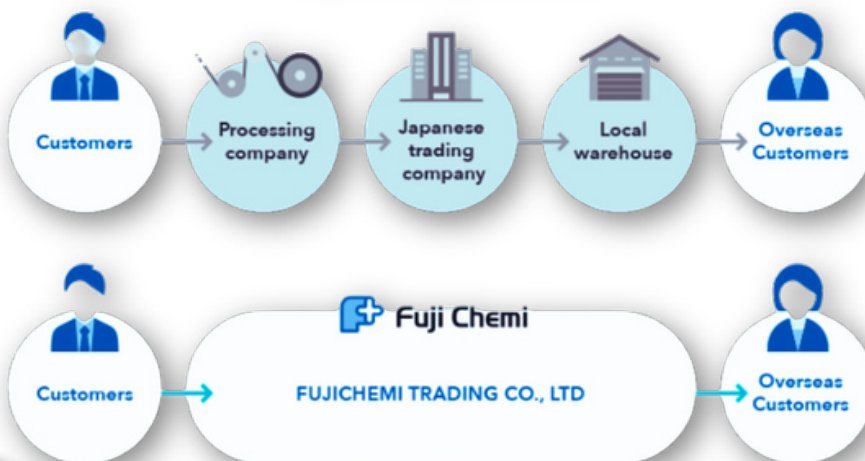 Customers
Processing
company
Japanese
trading
company
Local
warehouse
Overseas
Customers
Fuji Chemi
Customers
FUJICHEMI TRADING CO., LTD
Overseas
Customers